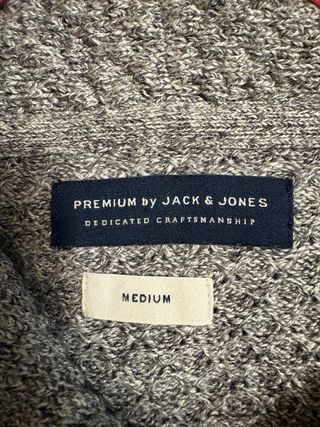 PREMIUM by JACK & JONES
DEDICATED CRAFTSMANSHIP
MEDIUM